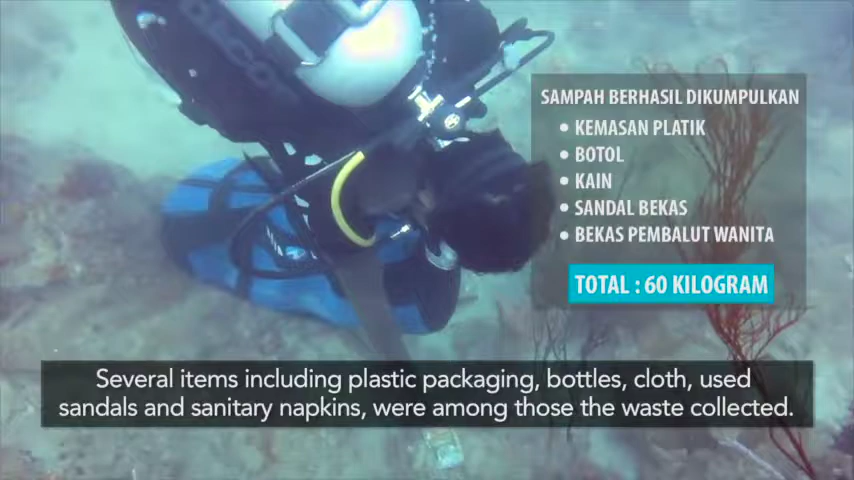 SAMPAH BERHASIL DIKUMPULKAN
• KEMASAN PLATIK
• BOTOL
• KAIN
• SANDAL BEKAS
• BEKAS PEMBALUT WANITA
TOTAL : 60 KILOGRAM
Several items including plastic packaging, bottles, cloth, used
sandals and sanitary napkins, were among those the waste collected.